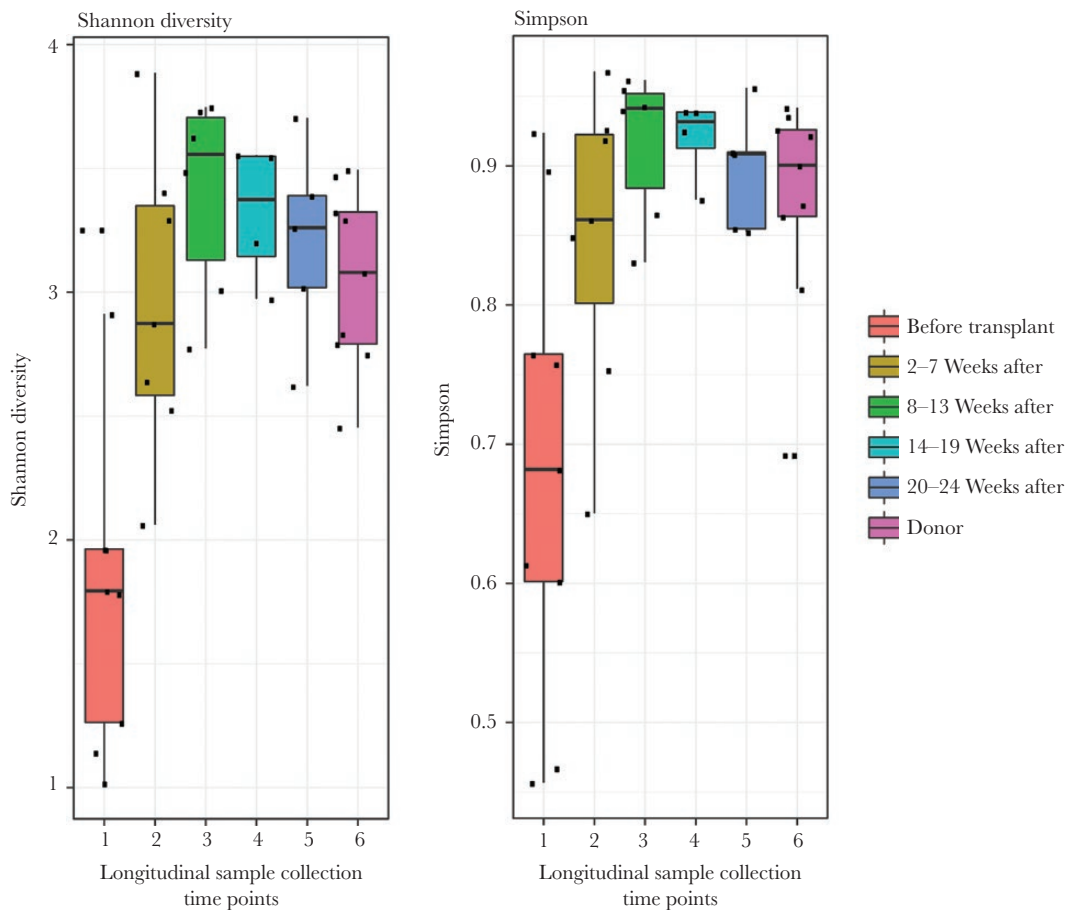 Shannon diversity
Shannon diversity
4
3
2
1
1 2 3 4 5 6
Longitudinal sample collection
time points
Simpson
Simpson
0.9
0.8
0.7
0.6
0.5
1 2 3 4 5 6
Longitudinal sample collection
time points
Before transplant
2–7 Weeks after
8–13 Weeks after
14–19 Weeks after
20–24 Weeks after
Donor